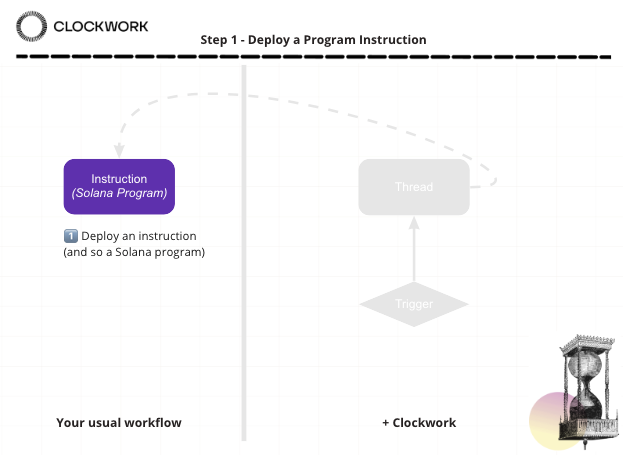 CLOCKWORK
Step 1 - Deploy a Program Instruction
Instruction
(Solana Program)
Thread
1 Deploy an instruction
(and so a Solana program)
Trigger
Your usual workflow
+ Clockwork